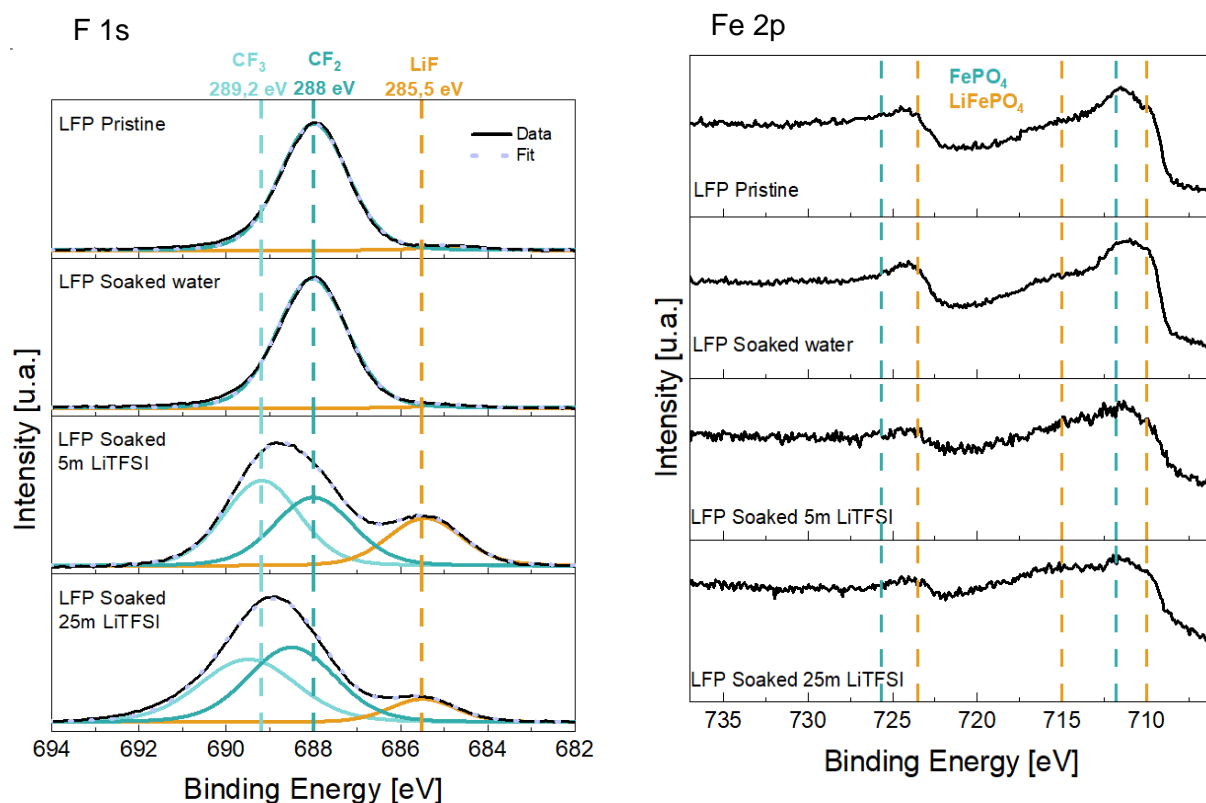 F 1s
CF₃
289,2 eV
CF₂
288 eV
LiF
285,5 eV
LFP Pristine
Data
Fit
LFP Soaked water
LFP Soaked
5m LiTFSI
LFP Soaked
25m LiTFSI
Intensity [u.a.]
694 692 690 688 686 684 682
Binding Energy [eV]
Fe 2p
FePO₄
LiFePO₄
LFP Pristine
LFP Soaked water
LFP Soaked 5m LiTFSI
LFP Soaked 25m LiTFSI
Intensity [u.a.]
735 730 725 720 715 710
Binding Energy [eV]